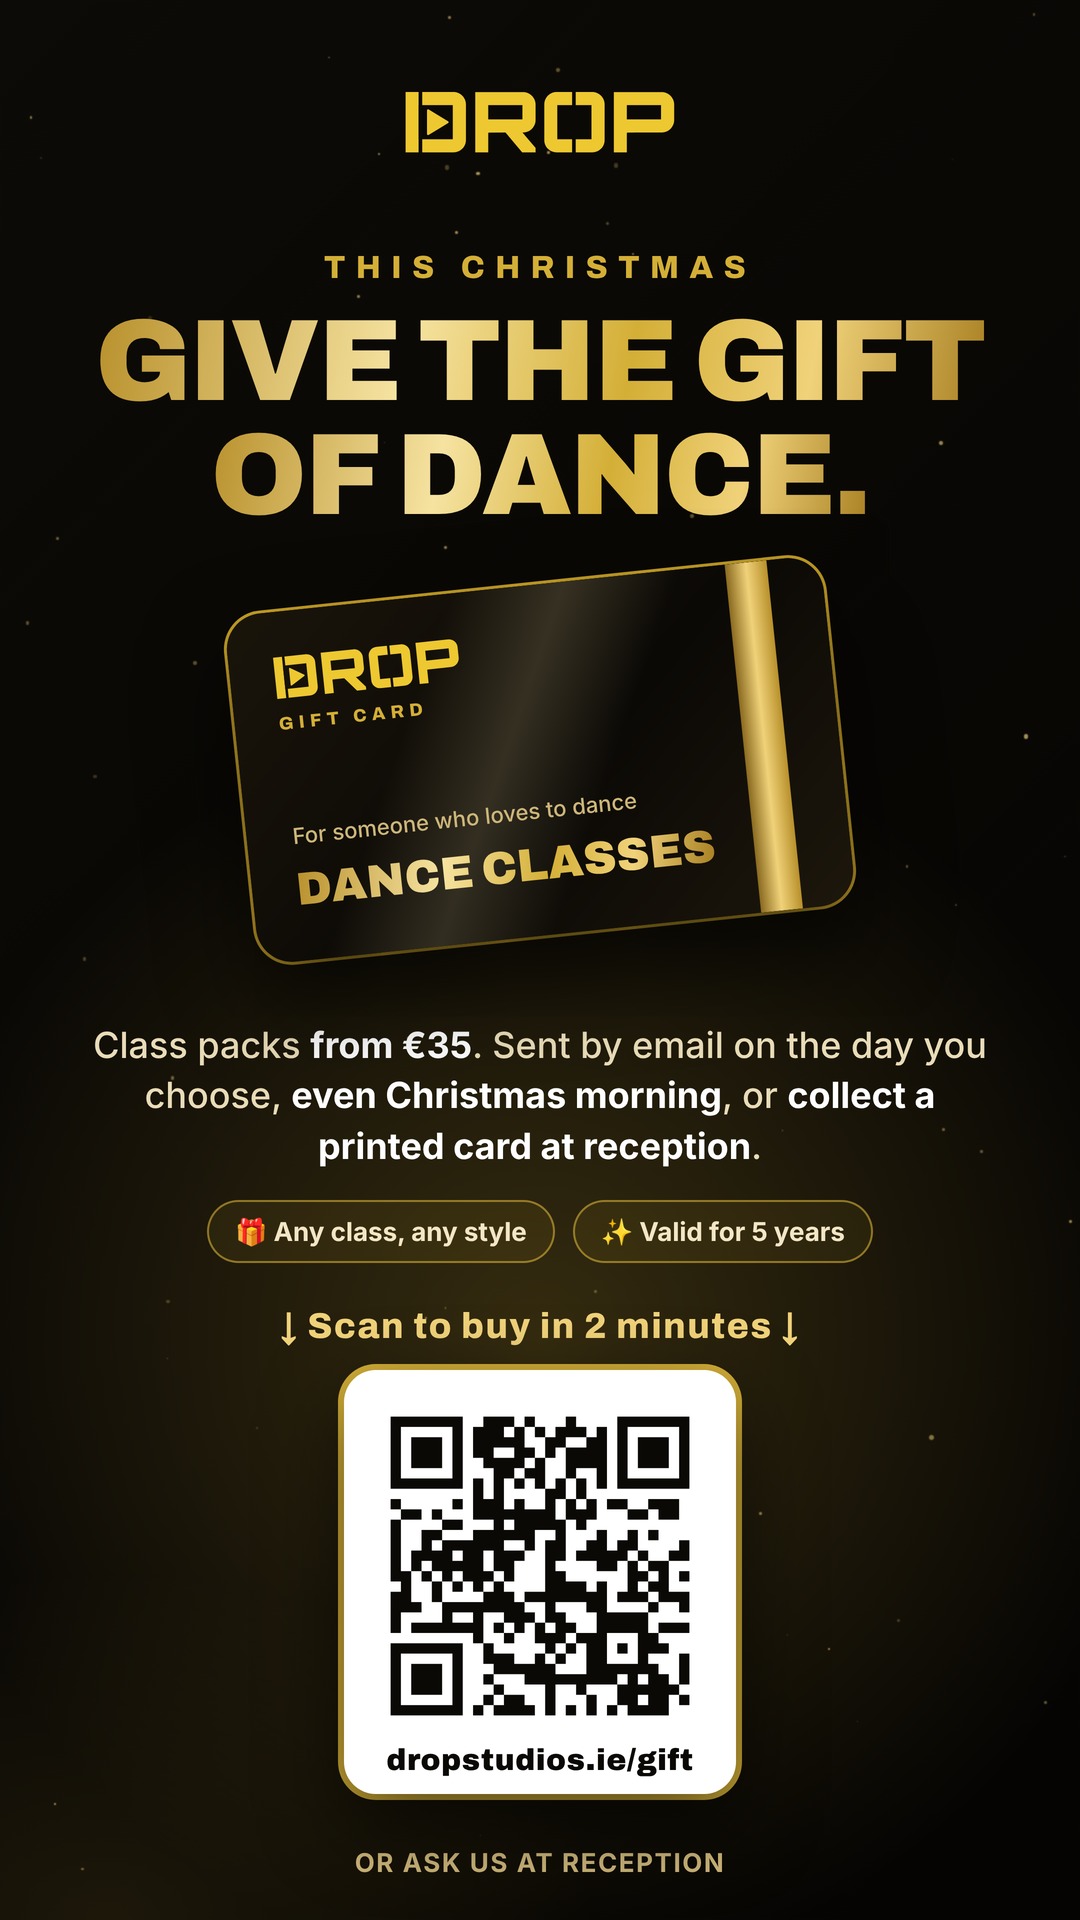 DROP
THIS CHRISTMAS
GIVE THE GIFT
OF DANCE.
DROP
GIFT CARD
For someone who loves to dance
DANCE CLASSES
Class packs from €35. Sent by email on the day you
choose, even Christmas morning, or collect a
printed card at reception.
🎁 Any class, any style
✨ Valid for 5 years
↓ Scan to buy in 2 minutes ↓
dropstudios.ie/gift
OR ASK US AT RECEPTION